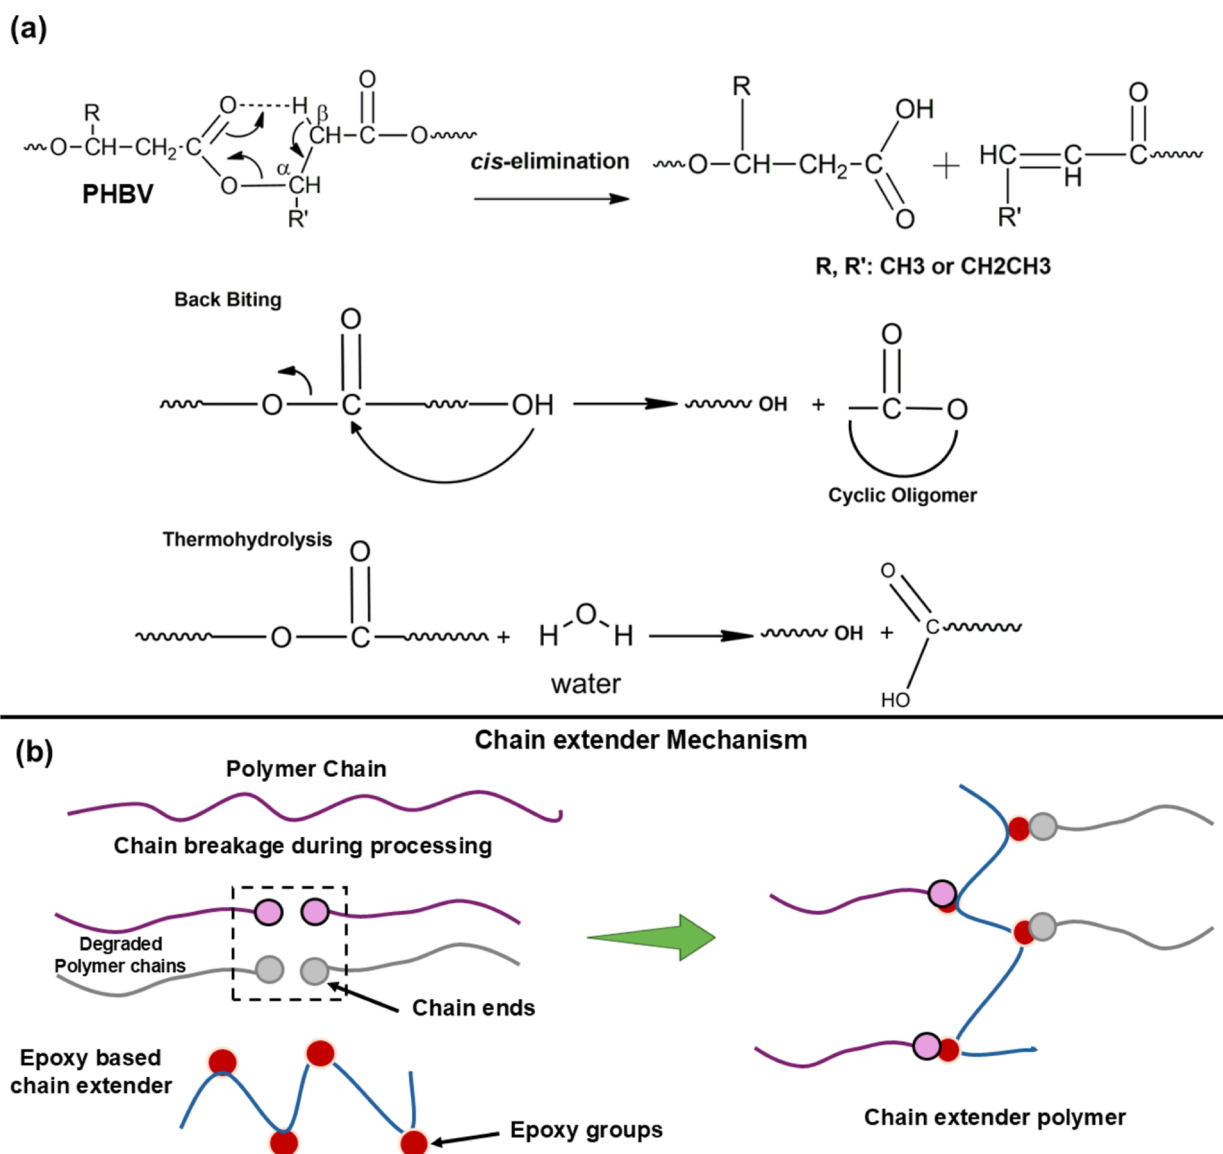 (a)
O
O H β CH C O
R
O CH CH₂ C
O α CH
R'
PHBV
cis-elimination
R
OH
O CH CH₂ C
O
+
O
HC C C
H
R'
R, R': CH3 or CH2CH3
Back Biting
O
O C OH
OH +
O
C O
Cyclic Oligomer
Thermohydrolysis
O
O C +
O
H H
water
OH +
O
C
HO
(b)
Chain extender Mechanism
Polymer Chain
Chain breakage during processing
Degraded
Polymer chains
Chain ends
Epoxy based
chain extender
Epoxy groups
Chain extender polymer